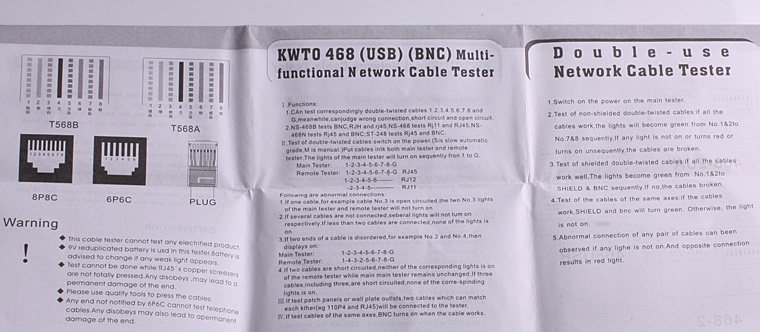 1 2 3 4 5 6 7 8
T568B
1 2 3 4 5 6 7 8
T568A
8P8C
6P6C
PLUG
Warning
!
◆ This cable tester cannot test any electrified product.
◆ 9V reduplicated battery is used in this tester.Battery is
advised to change if any weak light appears.
◆ Test cannot be done while RJ45's copper screezers
are not totally pressed.Any disobeys ,may lead to a
permanent damage of the end.
◆ Please use quality tools to press the cables.
◆ Any end not notified by 6P6C cannot test telephone
cables.Any disobeys may also lead to apermanent
damage of the end.
KWTO 468 (USB) (BNC) Multi-
functional Network Cable Tester
I .Functions:
1.CAn test correspondingly double-twisted cables 1.2.3.4.5.6.7.8 and
G,meanwhile,canjudge wrong connection,short circuit and open circuit.
2.NS-468B tests BNC,RJH and rj45,NS-468 tests Rj11 and RJ45,NS-
468N tests Rj45 and BNC;ST-248 tests Rj45 and BNC.
II.Test of double-twisted cables switch on the power (S:is slow automatic
grade,M is manual.)Put cables into both main tester and remote
tester.The lights of the main tester will turn on sequently fron 1 to G.
Main Tester: 1-2-3-4-5-6-7-8-G
Remote Tester: 1-2-3-4-5-6-7-8-G RJ45
1-2-3-4-5-6-------- RJ12
-2-3-4-5---------- RJ11
Following are abnormal connections:
1.If one cable,for example cable No.3 is open circuited,the two No.3 lights
of the main tester and remote tester will not turn on.
2.If several cables are not connected,several lights will not turn on
respectively.If less than two cables are connected,none of the lights is
on.
3.If two ends of a cable is disordered,for example No.2 and No.4,then
displays on:
Main Tester: 1-2-3-4-5-6-7-8-G
Remote Tester: 1-4-3-2-5-6-7-8-G
4.If two cables are short circuited,neither of the corresponding lights is on
of the remote tester while main main tester remains unchanged,If three
cables,including three,are short circuited,none of the corre-spinding
lights is on.
III.If test patch panels or wall plate outlsts,two cables which can match
each klher(eg 110P4 and RJ45)will be connected to the tester.
IV.If test cables of the same axes,BNC turns on when the cable works.
Double-use
Network Cable Tester
1.Switch on the power on the main tester.
2.Test of non-shielded double-twisted cables:if all the
cables work,the lights will become green from No.1&2to
No.7&8 sequently,If any light is not on or turns red or
turns on unsequently,the cables are broken.
3.Test of shielded double-twisted cables:if all the cables
work well,The lights become green from No.1&2to
SHIELD & BNC sequently.if no,the cables broken.
4.Test of the cables of the same axes:if the cables
work,SHIELD and bnc will turn green. Otherwise, the light
is not on.
5.Abnormal connection of any pair of cables can been
observed if any lighe is not on.And opposite connection
results in red light.